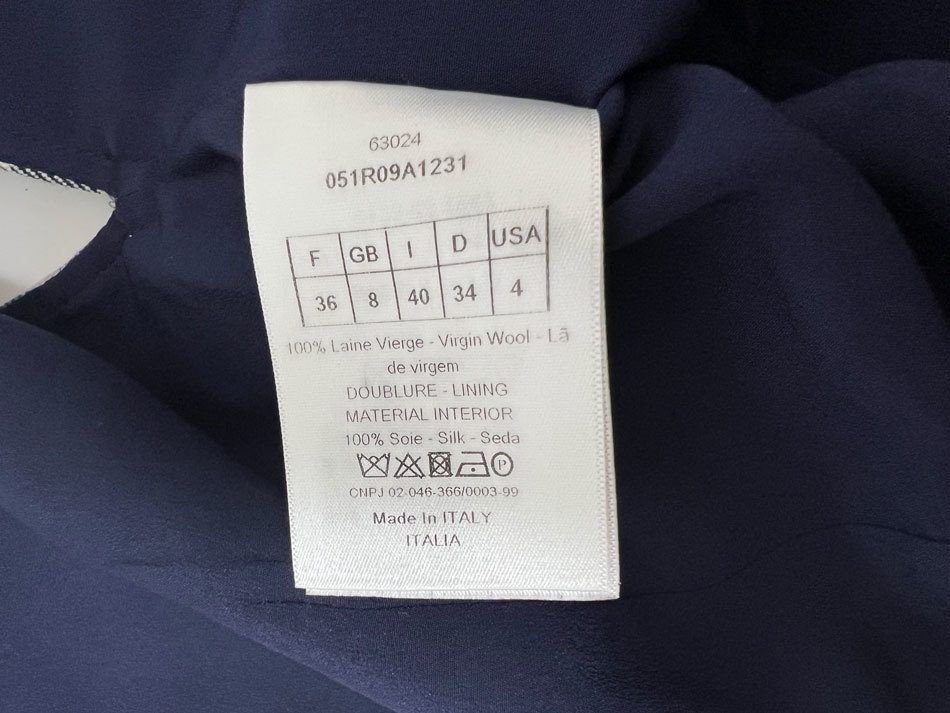 63024
051R09A1231
F GB I D USA
36 8 40 34 4
100% Laine Vierge - Virgin Wool - Lã
de virgem
DOUBLURE - LINING
MATERIAL INTERIOR
100% Soie - Silk - Seda
P
CNPJ 02-046-366/0003-99
Made In ITALY
ITALIA